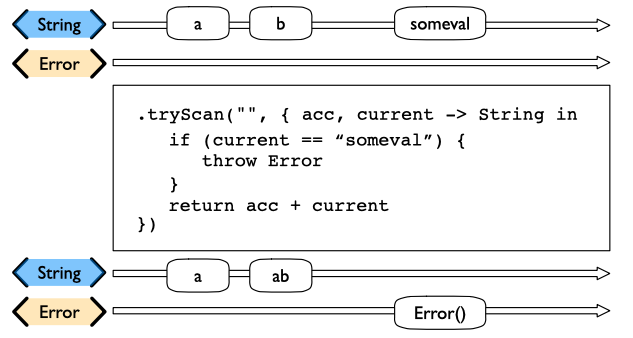 String a b someval
Error
.tryScan("", { acc, current -> String in
if (current == “someval”) {
throw Error
}
return acc + current
})
String a ab
Error Error()